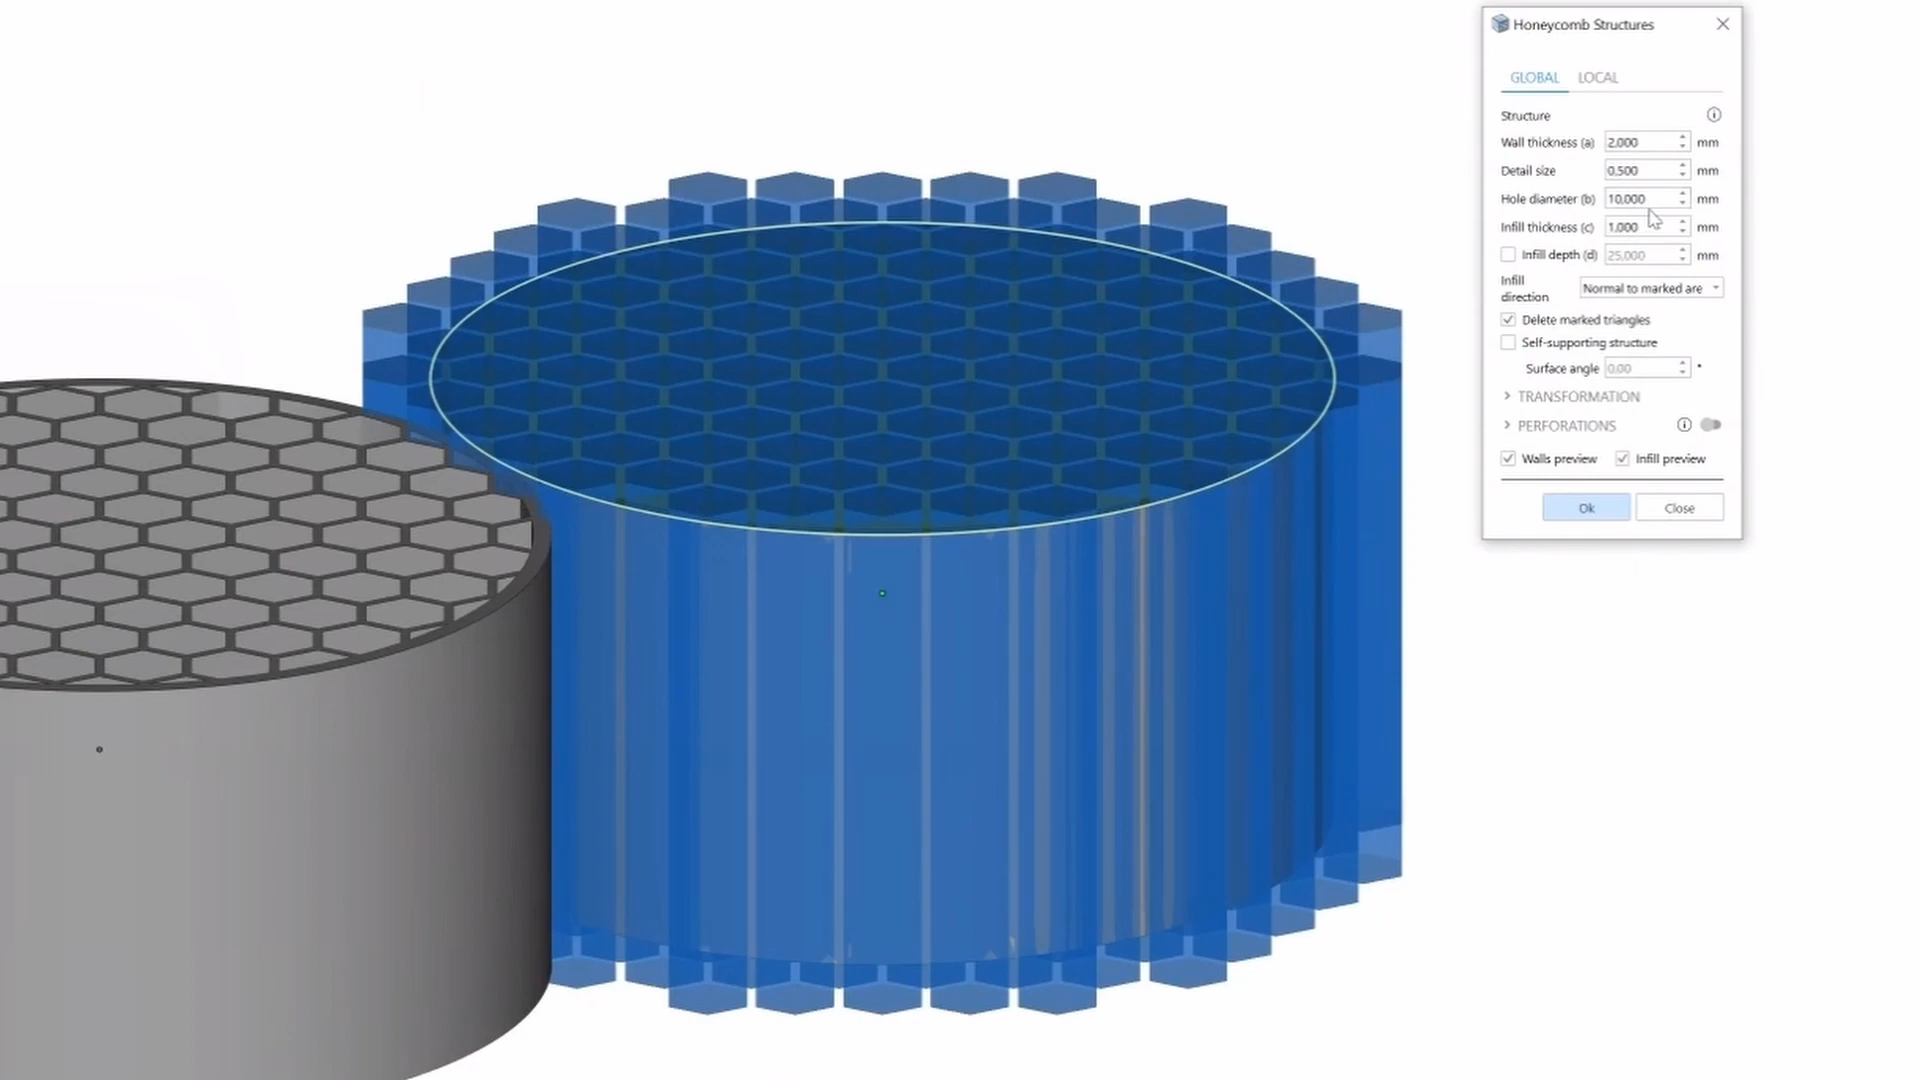 Honeycomb Structures
GLOBAL LOCAL
Structure
Wall thickness (a) 2,000 mm
Detail size 0,500 mm
Hole diameter (b) 10,000 mm
Infill thickness (c) 1,000 mm
Infill depth (d) 25,000 mm
Infill direction Normal to marked are
Delete marked triangles
Self-supporting structure
Surface angle 0,00 °
TRANSFORMATION
PERFORATIONS
Walls preview Infill preview
Ok Close